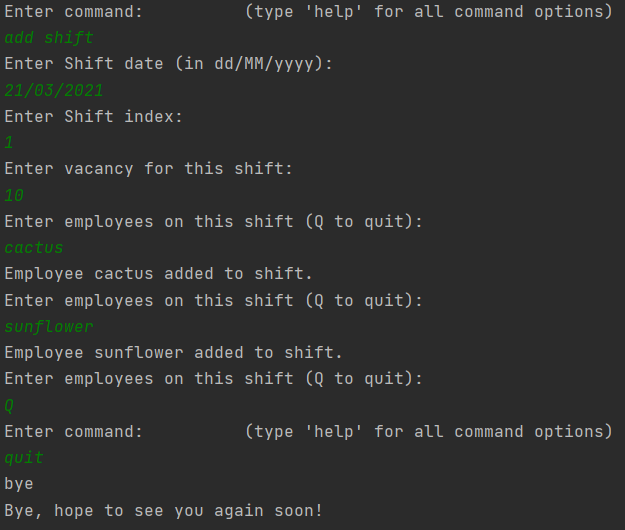 Enter command:          (type 'help' for all command options)
add shift
Enter Shift date (in dd/MM/yyyy):
21/03/2021
Enter Shift index:
1
Enter vacancy for this shift:
10
Enter employees on this shift (Q to quit):
cactus
Employee cactus added to shift.
Enter employees on this shift (Q to quit):
sunflower
Employee sunflower added to shift.
Enter employees on this shift (Q to quit):
Q
Enter command:          (type 'help' for all command options)
quit
bye
Bye, hope to see you again soon!